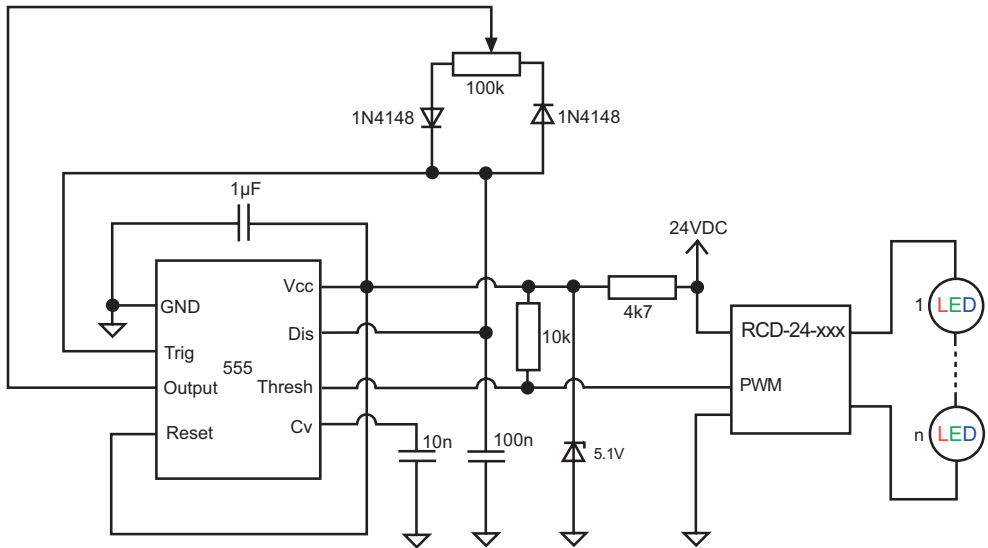 100k
1N4148
1N4148
1µF
24VDC
Vcc
4k7
1 LED
GND
RCD-24-xxx
Dis
10k
Trig
555
Output
Thresh
PWM
Reset
Cv
10n
100n
5.1V
n LED